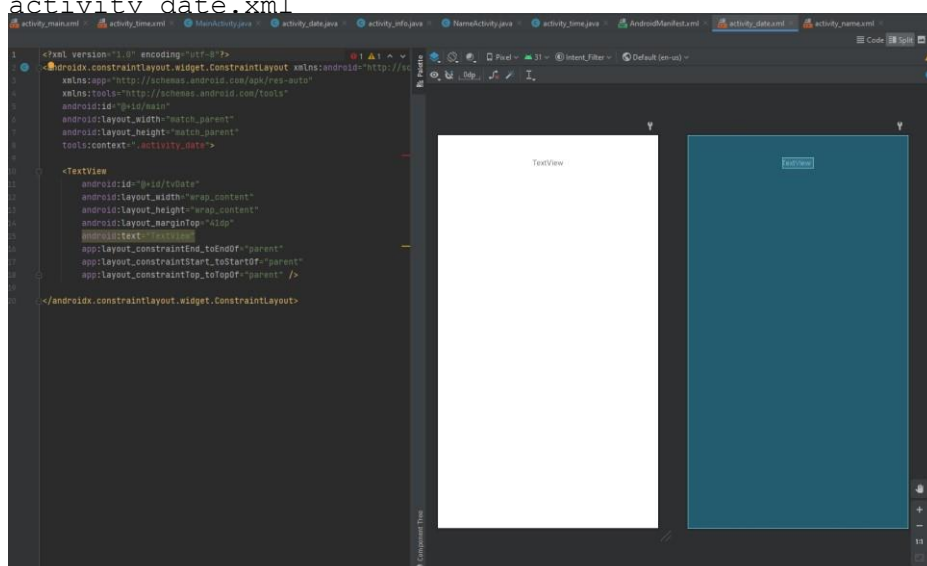 activity_date.xml
activity_main.xml
activity_time.xml
MainActivity.java
activity_date.java
activity_info.java
NameActivity.java
activity_time.java
AndroidManifest.xml
activity_date.xml
activity_name.xml
Code
Split
1
1
Palette
Pixel
31
Intent_Filter
Default (en-us)
0dp
<?xml version="1.0" encoding="utf-8"?>
<androidx.constraintlayout.widget.ConstraintLayout xmlns:android="http://sc
xmlns:app="http://schemas.android.com/apk/res-auto"
xmlns:tools="http://schemas.android.com/tools"
android:id="@+id/main"
android:layout_width="match_parent"
android:layout_height="match_parent"
tools:context=".activity_date">
<TextView
android:id="@+id/tvDate"
android:layout_width="wrap_content"
android:layout_height="wrap_content"
android:layout_marginTop="41dp"
android:text="TextView"
app:layout_constraintEnd_toEndOf="parent"
app:layout_constraintStart_toStartOf="parent"
app:layout_constraintTop_toTopOf="parent" />
</androidx.constraintlayout.widget.ConstraintLayout>
TextView
TextView
Component Tree
1:1